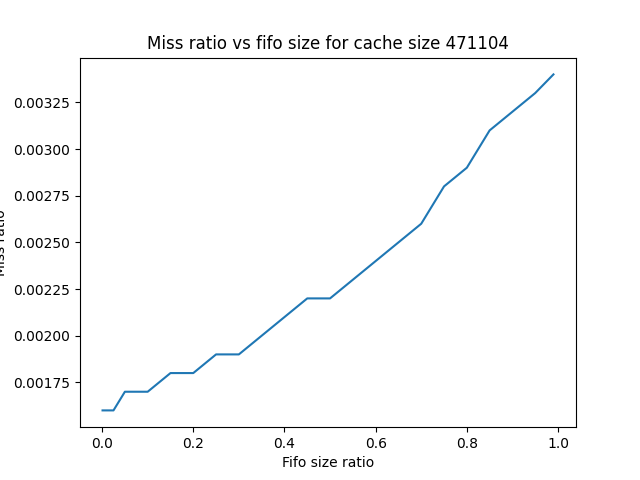 Miss ratio vs fifo size for cache size 471104
0.00325
0.00300
0.00275
0.00250
Miss ratio
0.00225
0.00200
0.00175
0.0 0.2 0.4 0.6 0.8 1.0
Fifo size ratio